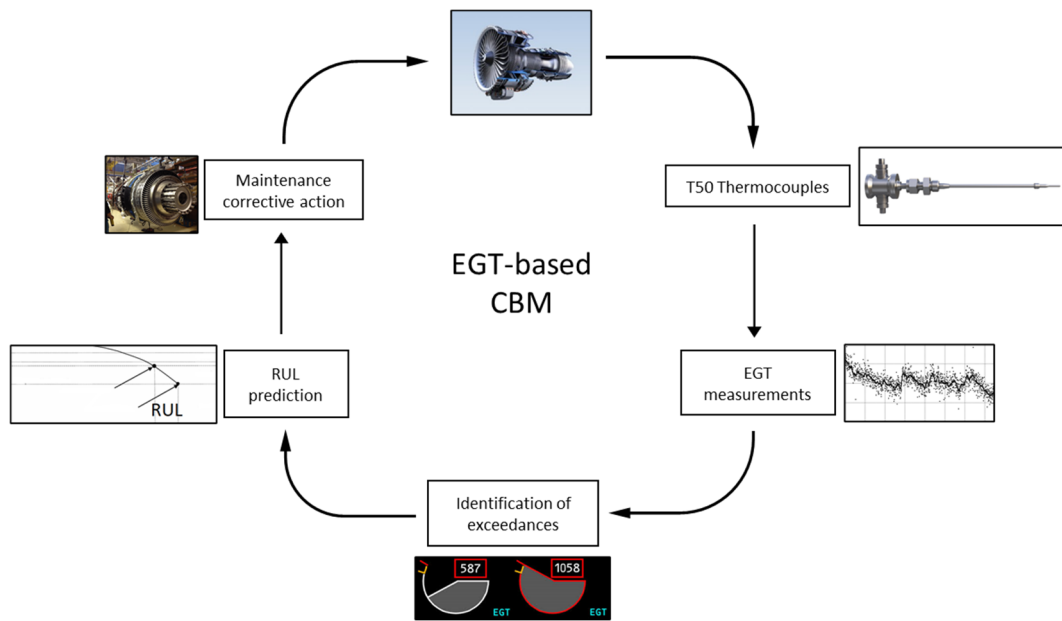 T50 Thermocouples
Maintenance
corrective action
EGT-based
CBM
RUL
prediction
RUL
EGT
measurements
Identification of
exceedances
587
1058
EGT
EGT